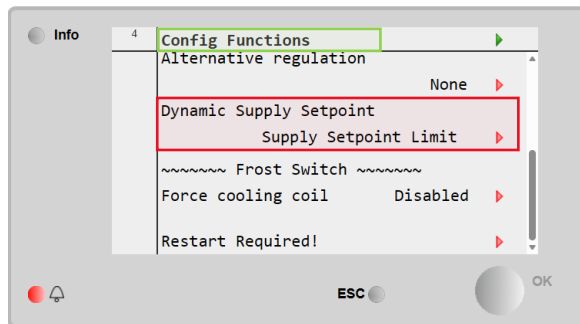 Info
4
Config Functions
Alternative regulation
None
Dynamic Supply Setpoint
Supply Setpoint Limit
~~~~~~~ Frost Switch ~~~~~~~
Force cooling coil Disabled
Restart Required!
ESC
OK